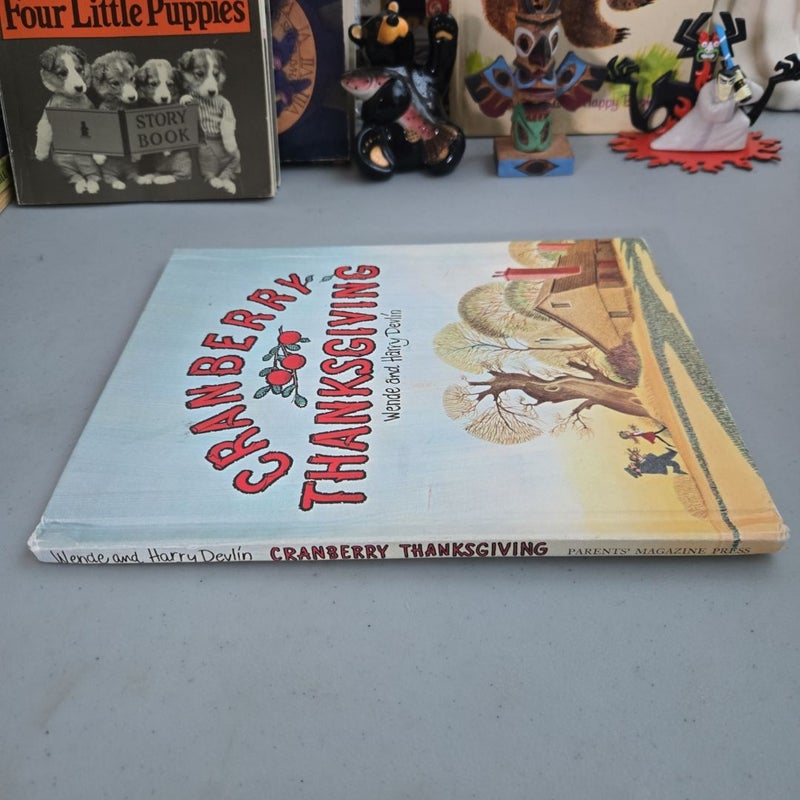 Four Little Puppies
STORY
BOOK
CRANBERRY
THANKSGIVING
Wende and Harry Devlin
Wende and Harry Devlin CRANBERRY THANKSGIVING PARENTS' MAGAZINE PRESS